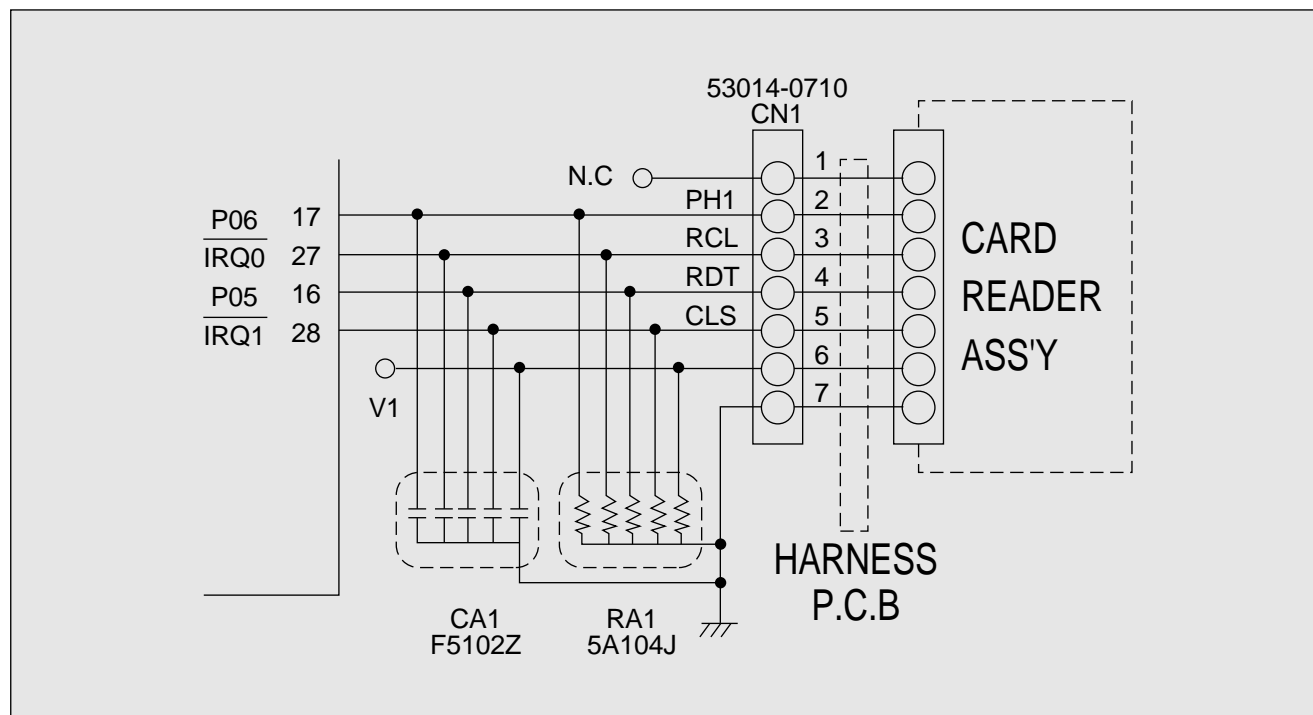 53014-0710
CN1
N.C
1
PH1
2
RCL
3
RDT
4
CLS
5
6
7
P06 17
IRQ0 27
P05 16
IRQ1 28
V1
CARD
READER
ASS'Y
HARNESS
P.C.B
CA1
F5102Z
RA1
5A104J